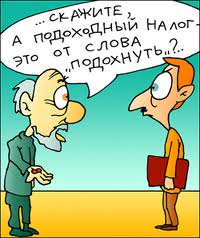 ...СКАЖИТЕ,
А ПОДОХОДНЫЙ НАЛОГ-
ЭТО ОТ СЛОВА
„ПОДОХНУТЬ"..?..